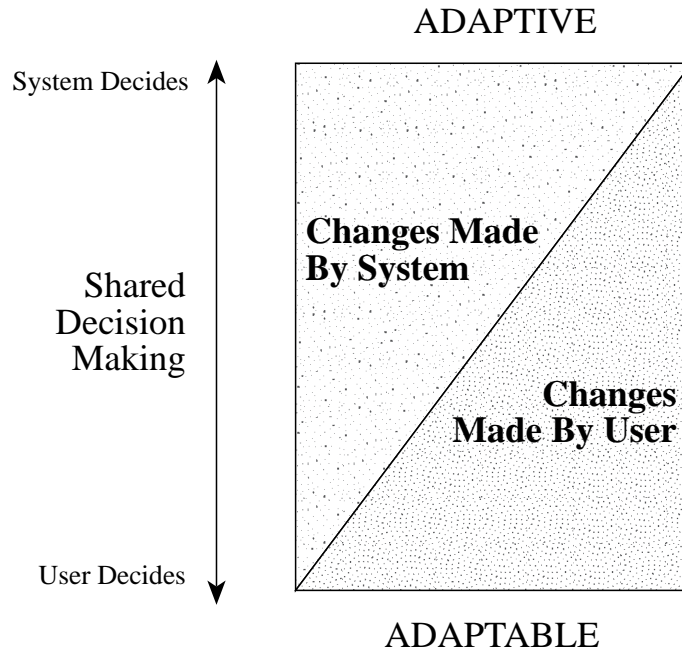 ADAPTIVE
System Decides
Changes Made
By System
Shared
Decision
Making
Changes
Made By User
User Decides
ADAPTABLE